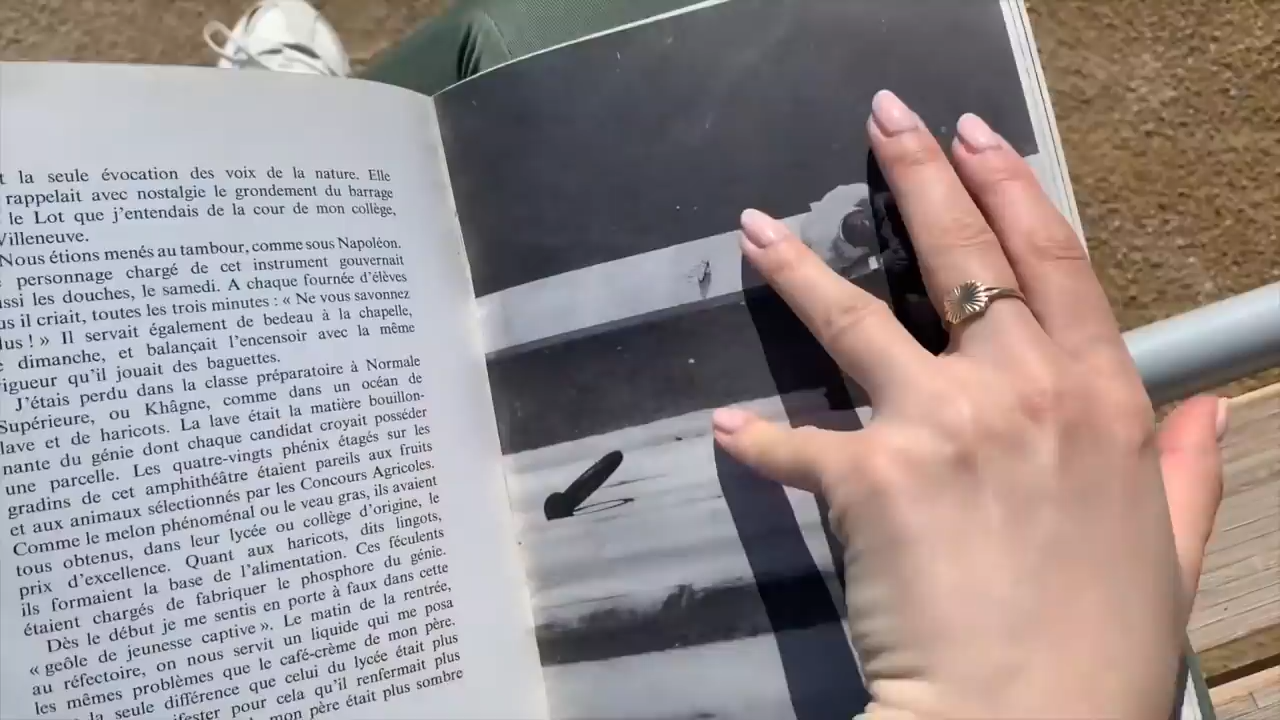 t la seule évocation des voix de la nature. Elle
rappelait avec nostalgie le grondement du barrage
le Lot que j'entendais de la cour de mon collège,
Villeneuve.
Nous étions menés au tambour, comme sous Napoléon.
personnage chargé de cet instrument gouvernait
ussi les douches, le samedi. A chaque fournée d'élèves
us il criait, toutes les trois minutes : « Ne vous savonnez
lus ! » Il servait également de bedeau à la chapelle,
dimanche, et balançait l'encensoir avec la même
igueur qu'il jouait des baguettes.
J'étais perdu dans la classe préparatoire à Normale
Supérieure, ou Khâgne, comme dans un océan de
lave et de haricots. La lave était la matière bouillon-
nante du génie dont chaque candidat croyait posséder
une parcelle. Les quatre-vingts phénix étagés sur les
gradins de cet amphithéâtre étaient pareils aux fruits
et aux animaux sélectionnés par les Concours Agricoles.
Comme le melon phénoménal ou le veau gras, ils avaient
tous obtenus, dans leur lycée ou collège d'origine, le
prix d'excellence. Quant aux haricots, dits lingots,
ils formaient la base de l'alimentation. Ces féculents
étaient chargés de fabriquer le phosphore du génie.
Dès le début je me sentis en porte à faux dans cette
« geôle de jeunesse captive ». Le matin de la rentrée,
au réfectoire, on nous servit un liquide qui me posa
les mêmes problèmes que le café-crème de mon père.
la seule différence que celui du lycée était plus
ifester pour cela qu'il renfermait plus
mon père était plus sombre